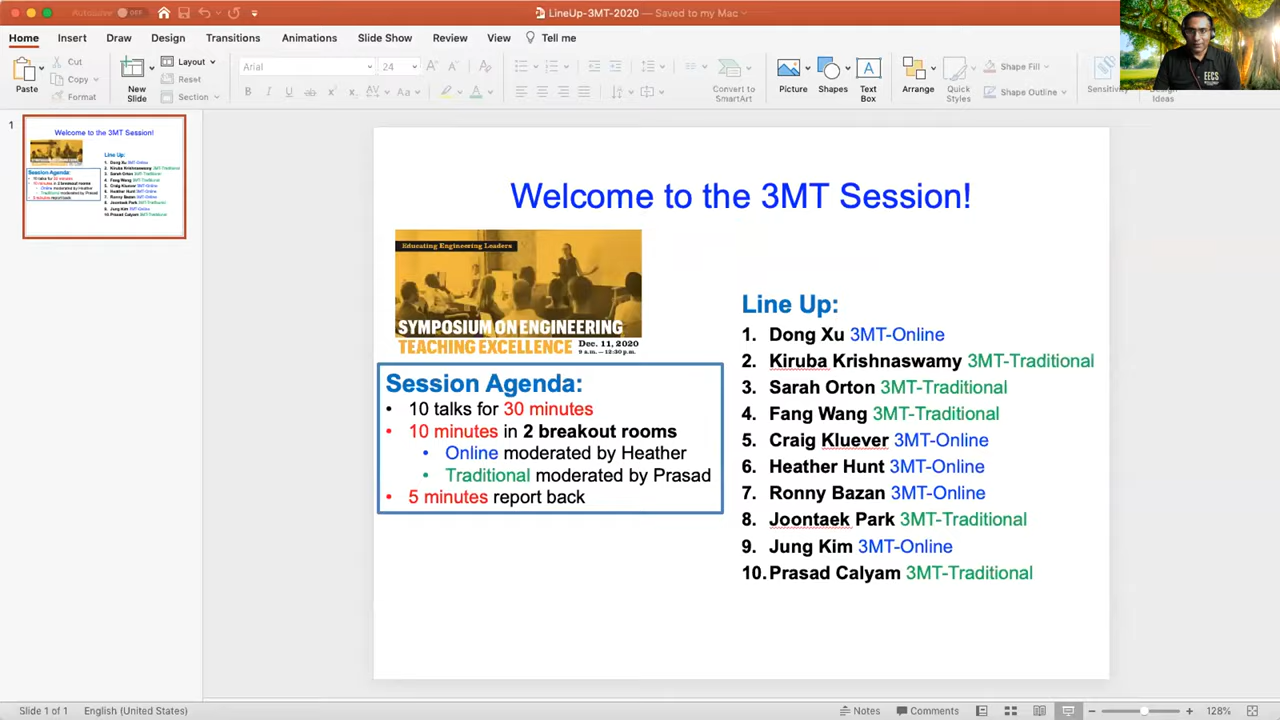 AutoSave OFF
LineUp-3MT-2020 — Saved to my Mac
Home Insert Draw Design Transitions Animations Slide Show Review View Tell me
Paste Cut Copy Format New Slide Layout Reset Section Arial 24 Convert to SmartArt Picture Shapes Text Box Arrange Quick Styles Shape Fill Shape Outline
EECS
1
Welcome to the 3MT Session!
Educating Engineering Leaders
SYMPOSIUM ON ENGINEERING
TEACHING EXCELLENCE Dec. 11, 2020
9 a.m. – 12:30 p.m.
Session Agenda:
• 10 talks for 30 minutes
• 10 minutes in 2 breakout rooms
• Online moderated by Heather
• Traditional moderated by Prasad
• 5 minutes report back
Line Up:
1. Dong Xu 3MT-Online
2. Kiruba Krishnaswamy 3MT-Traditional
3. Sarah Orton 3MT-Traditional
4. Fang Wang 3MT-Traditional
5. Craig Kluever 3MT-Online
6. Heather Hunt 3MT-Online
7. Ronny Bazan 3MT-Online
8. Joontaek Park 3MT-Traditional
9. Jung Kim 3MT-Online
10. Prasad Calyam 3MT-Traditional
Slide 1 of 1 English (United States) Notes Comments 128%